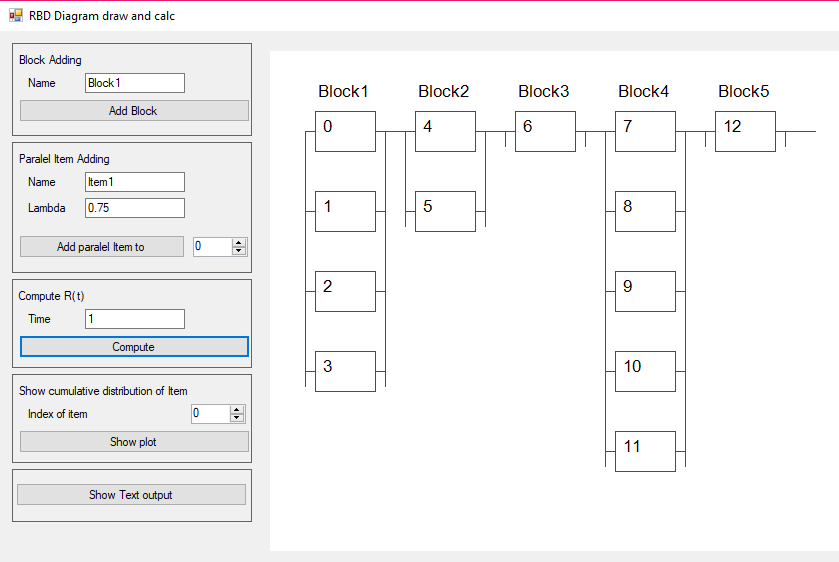 RBD Diagram draw and calc
Block Adding
Name Block1
Add Block
Paralel Item Adding
Name Item1
Lambda 0.75
Add paralel Item to 0
Compute R(t)
Time 1
Compute
Show cumulative distribution of Item
Index of item 0
Show plot
Show Text output
Block1 Block2 Block3 Block4 Block5
0 4 6 7 12
1 5 8
2 9
3 10
11